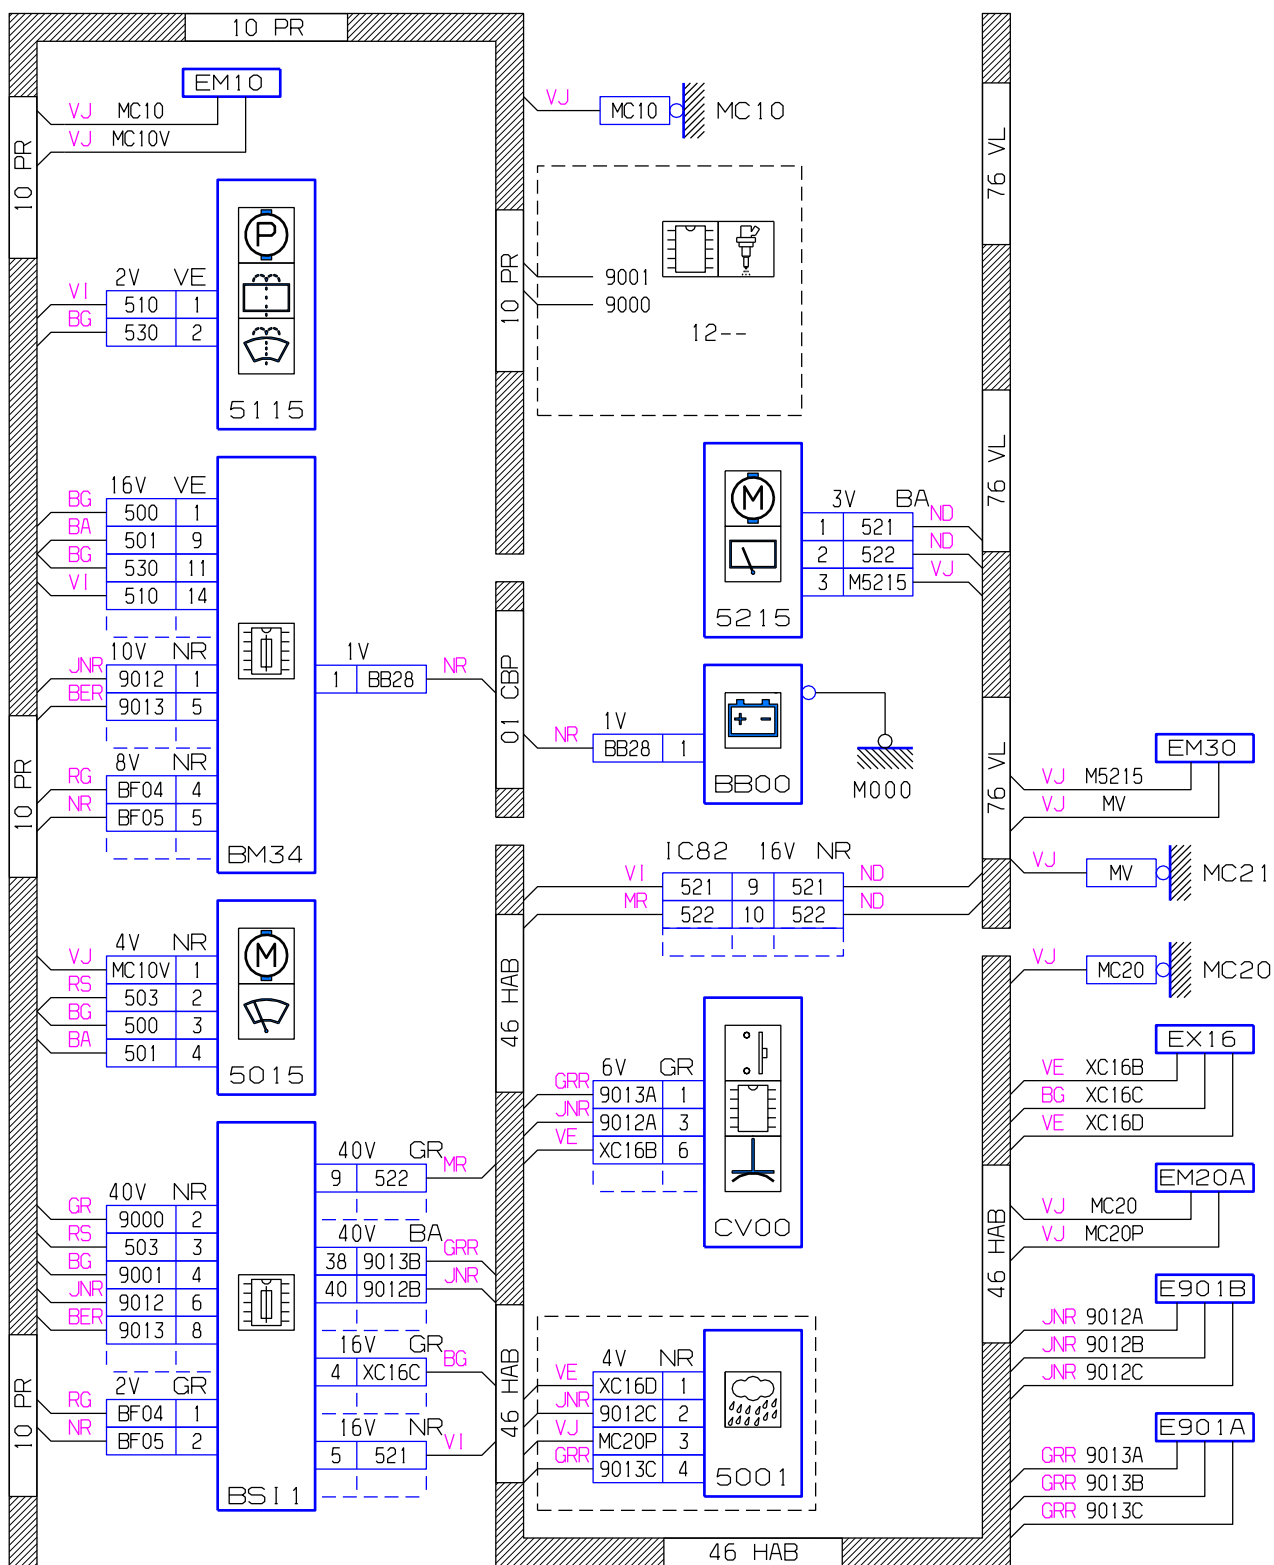 10 PR
EM10
VJ MC10
VJ MC10V
10 PR
VJ MC10 MC10
76 VL
P
2V VE
VI 510 1
BG 530 2
5115
10 PR
9001
9000
12--
76 VL
16V VE
BG 500 1
BA 501 9
BG 530 11
VI 510 14
10V NR
JNR 9012 1
BER 9013 5
8V NR
RG BF04 4
NR BF05 5
BM34
1V
1 BB28 NR
10 PR
01 CBP
M
3V BA
1 521 ND
2 522 ND
3 M5215 VJ
5215
1V
NR BB28 1
+ -
BB00
M000
76 VL
EM30
VJ M5215
VJ MV
VJ MV MC21
IC82 16V NR
VI 521 9 521 ND
MR 522 10 522 ND
46 HAB
4V NR
VJ MC10V 1
RS 503 2
BG 500 3
BA 501 4
M
5015
VJ MC20 MC20
6V GR
GRR 9013A 1
JNR 9012A 3
VE XC16B 6
CV00
EX16
VE XC16B
BG XC16C
VE XC16D
EM20A
VJ MC20
VJ MC20P
46 HAB
40V NR
GR 9000 2
RS 503 3
BG 9001 4
JNR 9012 6
BER 9013 8
2V GR
RG BF04 1
NR BF05 2
10 PR
BSI1
40V GR
9 522 MR
40V BA
38 9013B GRR
40 9012B JNR
16V GR
4 XC16C BG
16V NR
5 521 VI
46 HAB
4V NR
VE XC16D 1
JNR 9012C 2
VJ MC20P 3
GRR 9013C 4
5001
E901B
JNR 9012A
JNR 9012B
JNR 9012C
E901A
GRR 9013A
GRR 9013B
GRR 9013C
46 HAB